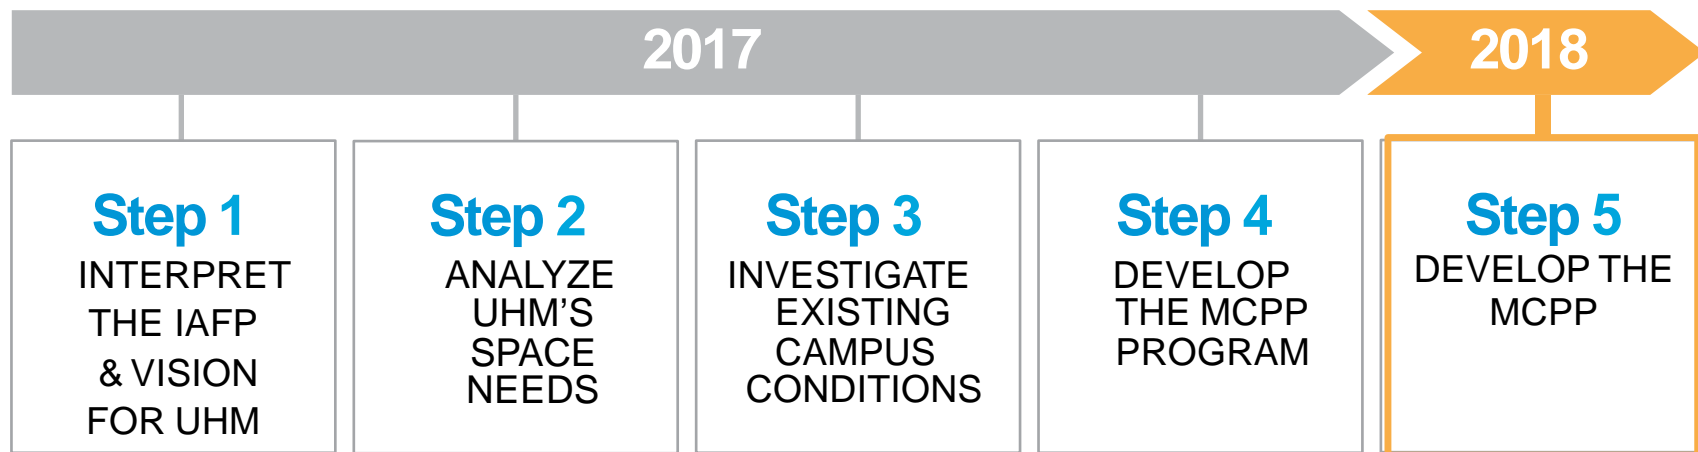 2017
2018
Step 1
INTERPRET
THE IAFP
& VISION
FOR UHM
Step 2
ANALYZE
UHM'S
SPACE
NEEDS
Step 3
INVESTIGATE
EXISTING
CAMPUS
CONDITIONS
Step 4
DEVELOP
THE MCPP
PROGRAM
Step 5
DEVELOP THE
MCPP